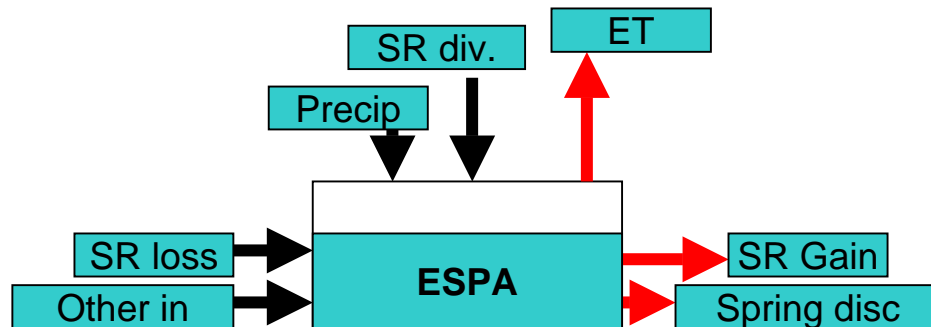 ET
SR div.
Precip
SR loss
ESPA
SR Gain
Other in
Spring disc